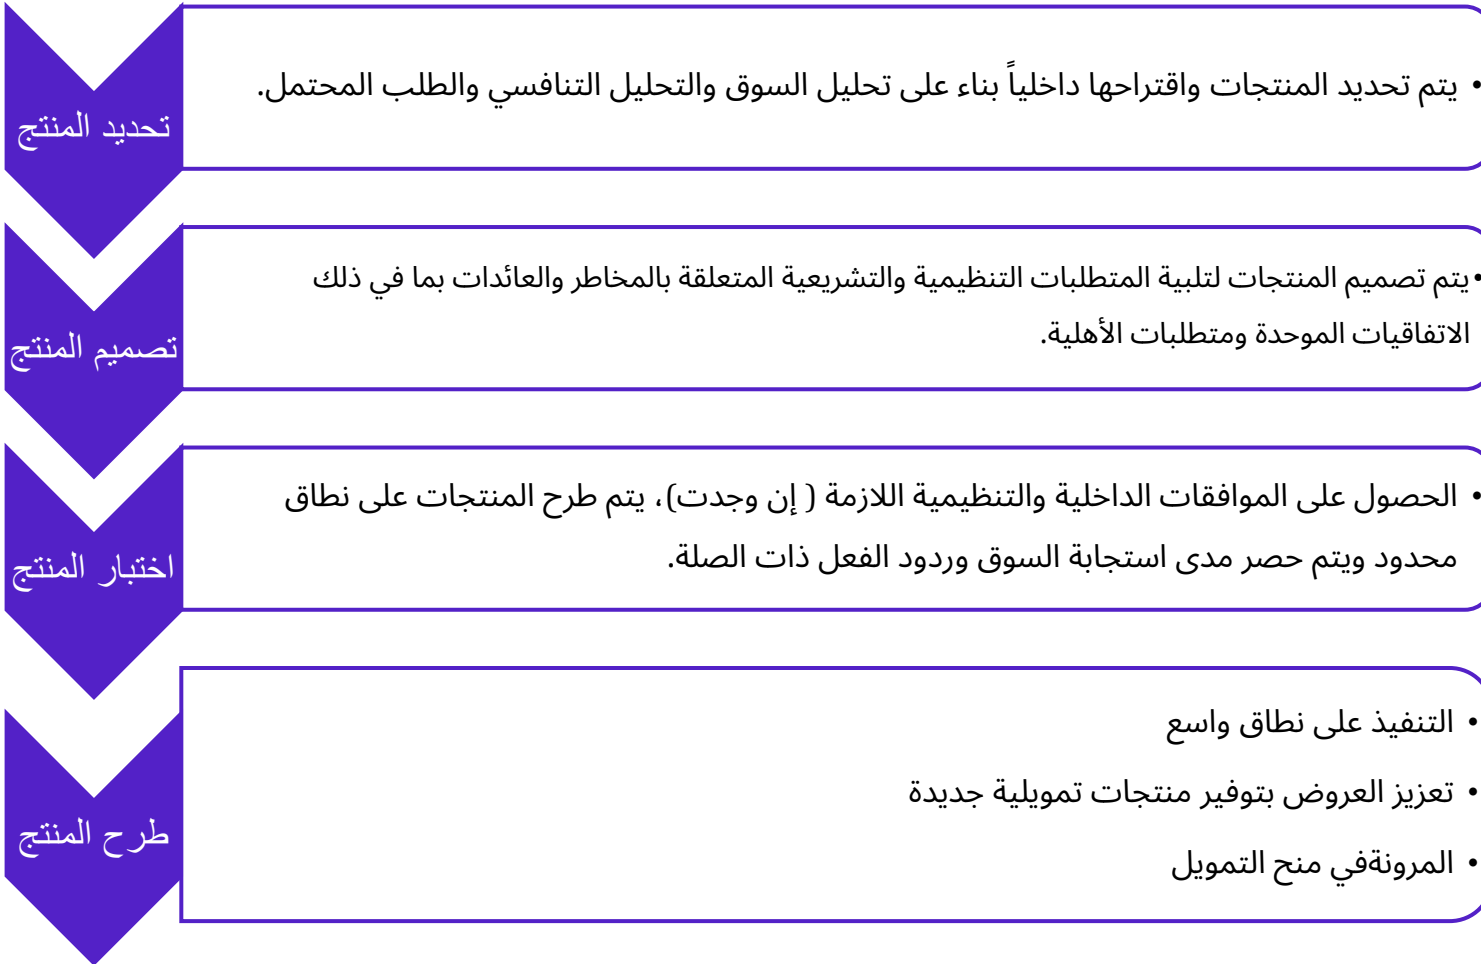 تحديد المنتج
• يتم تحديد المنتجات واقتراحها داخلياً بناء على تحليل السوق والتحليل التنافسي والطلب المحتمل.
تصميم المنتج
•يتم تصميم المنتجات لتلبية المتطلبات التنظيمية والتشريعية المتعلقة بالمخاطر والعائدات بما في ذلك
الاتفاقيات الموحدة ومتطلبات الأهلية.
اختبار المنتج
• الحصول على الموافقات الداخلية والتنظيمية اللازمة ( إن وجدت)، يتم طرح المنتجات على نطاق
محدود ويتم حصر مدى استجابة السوق وردود الفعل ذات الصلة.
طرح المنتج
• التنفيذ على نطاق واسع
• تعزيز العروض بتوفير منتجات تمويلية جديدة
• المرونةفي منح التمويل